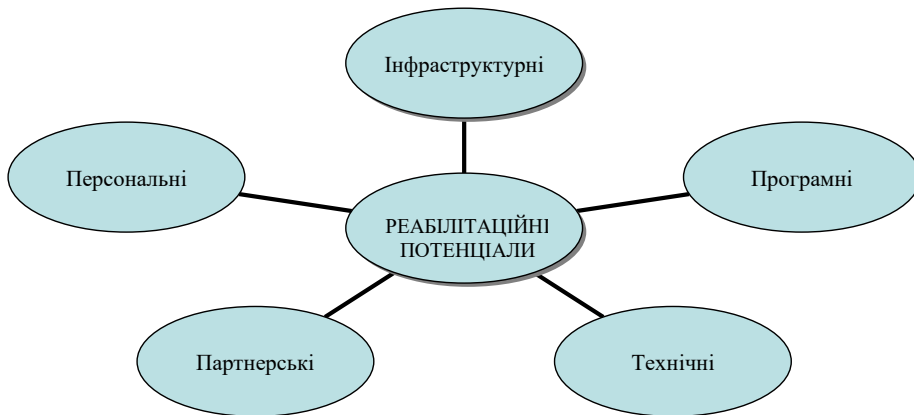 Інфраструктурні
Персональні
Програмні
РЕАБІЛІТАЦІЙНІ
ПОТЕНЦІАЛИ
Партнерські
Технічні